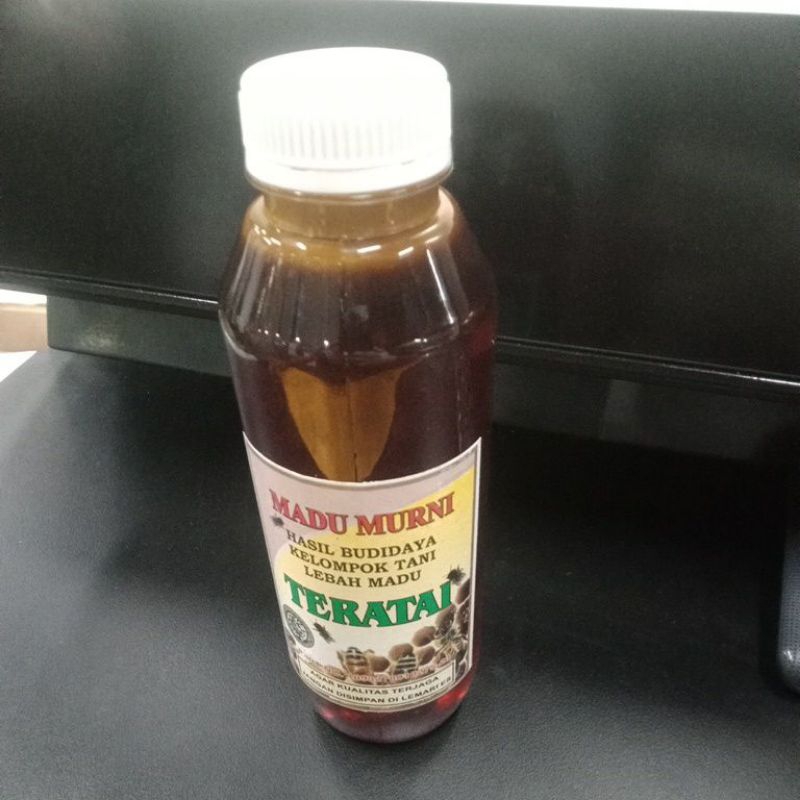 MADU MURNI
HASIL BUDIDAYA
KELOMPOK TANI
LEBAH MADU
TERATAI
AGAR KUALITAS TERJAGA
JANGAN DISIMPAN DI LEMARI ES